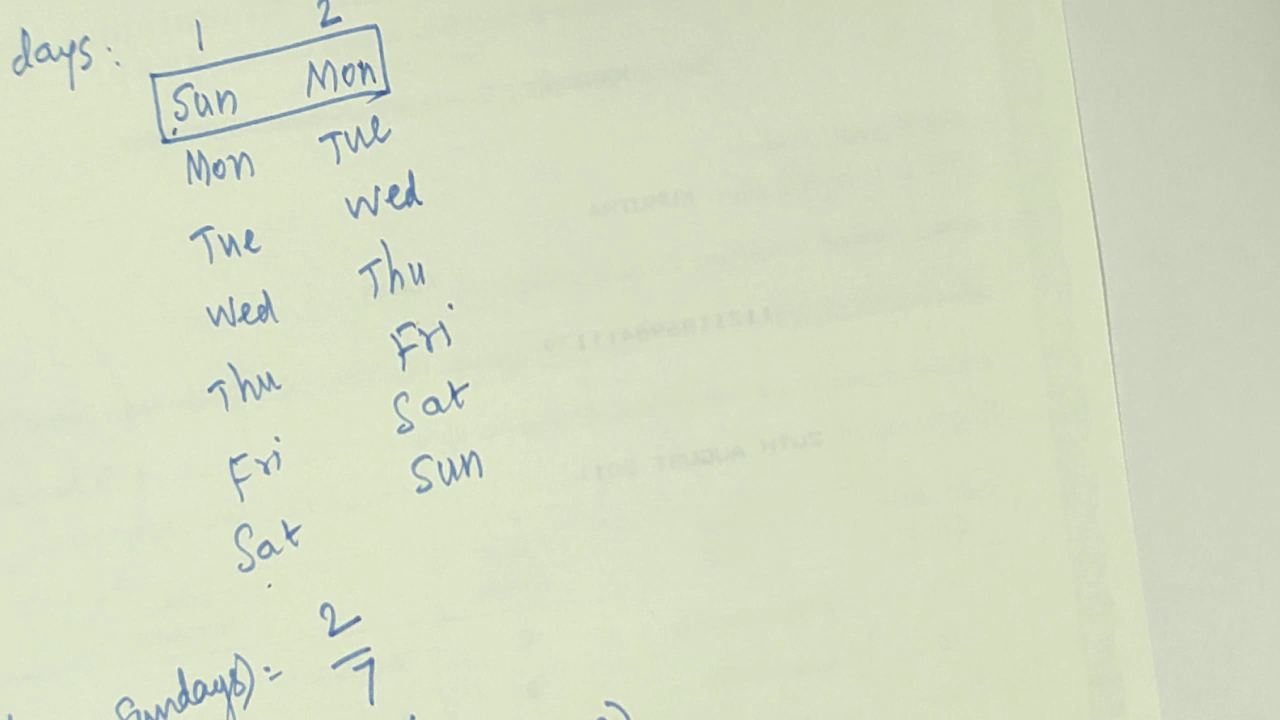 days: 1 2
Sun Mon
Mon Tue
Tue Wed
Wed Thu
Thu Fri
Fri Sat
Sat Sun
Sundays) = 2/7